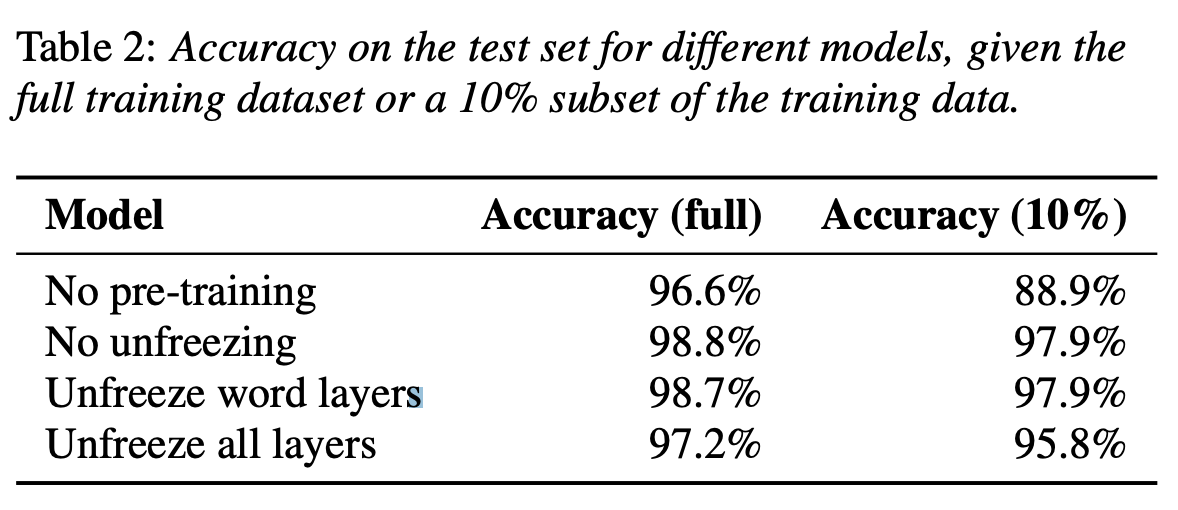 Table 2: Accuracy on the test set for different models, given the
full training dataset or a 10% subset of the training data.
Model Accuracy (full) Accuracy (10%)
No pre-training 96.6% 88.9%
No unfreezing 98.8% 97.9%
Unfreeze word layers 98.7% 97.9%
Unfreeze all layers 97.2% 95.8%